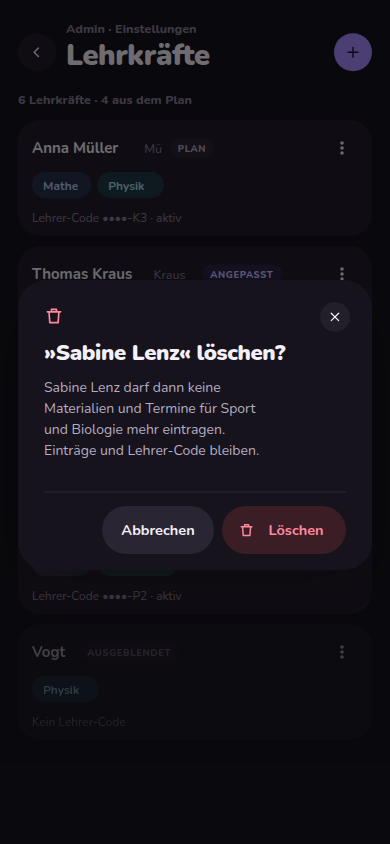 Admin · Einstellungen
Lehrkräfte
6 Lehrkräfte · 4 aus dem Plan
Anna Müller Mü PLAN
Mathe Physik
Lehrer-Code ••••-K3 · aktiv
Thomas Kraus Kraus ANGEPASST
»Sabine Lenz« löschen?
Sabine Lenz darf dann keine
Materialien und Termine für Sport
und Biologie mehr eintragen.
Einträge und Lehrer-Code bleiben.
Abbrechen Löschen
Lehrer-Code ••••-P2 · aktiv
Vogt AUSGEBLENDET
Physik
Kein Lehrer-Code